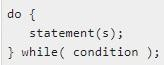 do {
   statement(s);
} while( condition );